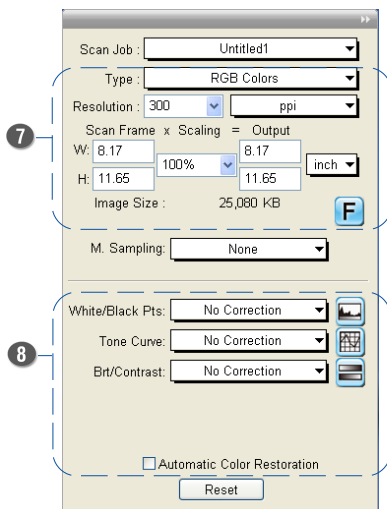 Scan Job : Untitled1
Type : RGB Colors
Resolution : 300 ppi
7
Scan Frame x Scaling = Output
W: 8.17 100% 8.17 inch
H: 11.65 11.65
Image Size : 25,080 KB
F
M. Sampling: None
White/Black Pts: No Correction
8
Tone Curve: No Correction
Brt/Contrast: No Correction
Automatic Color Restoration
Reset